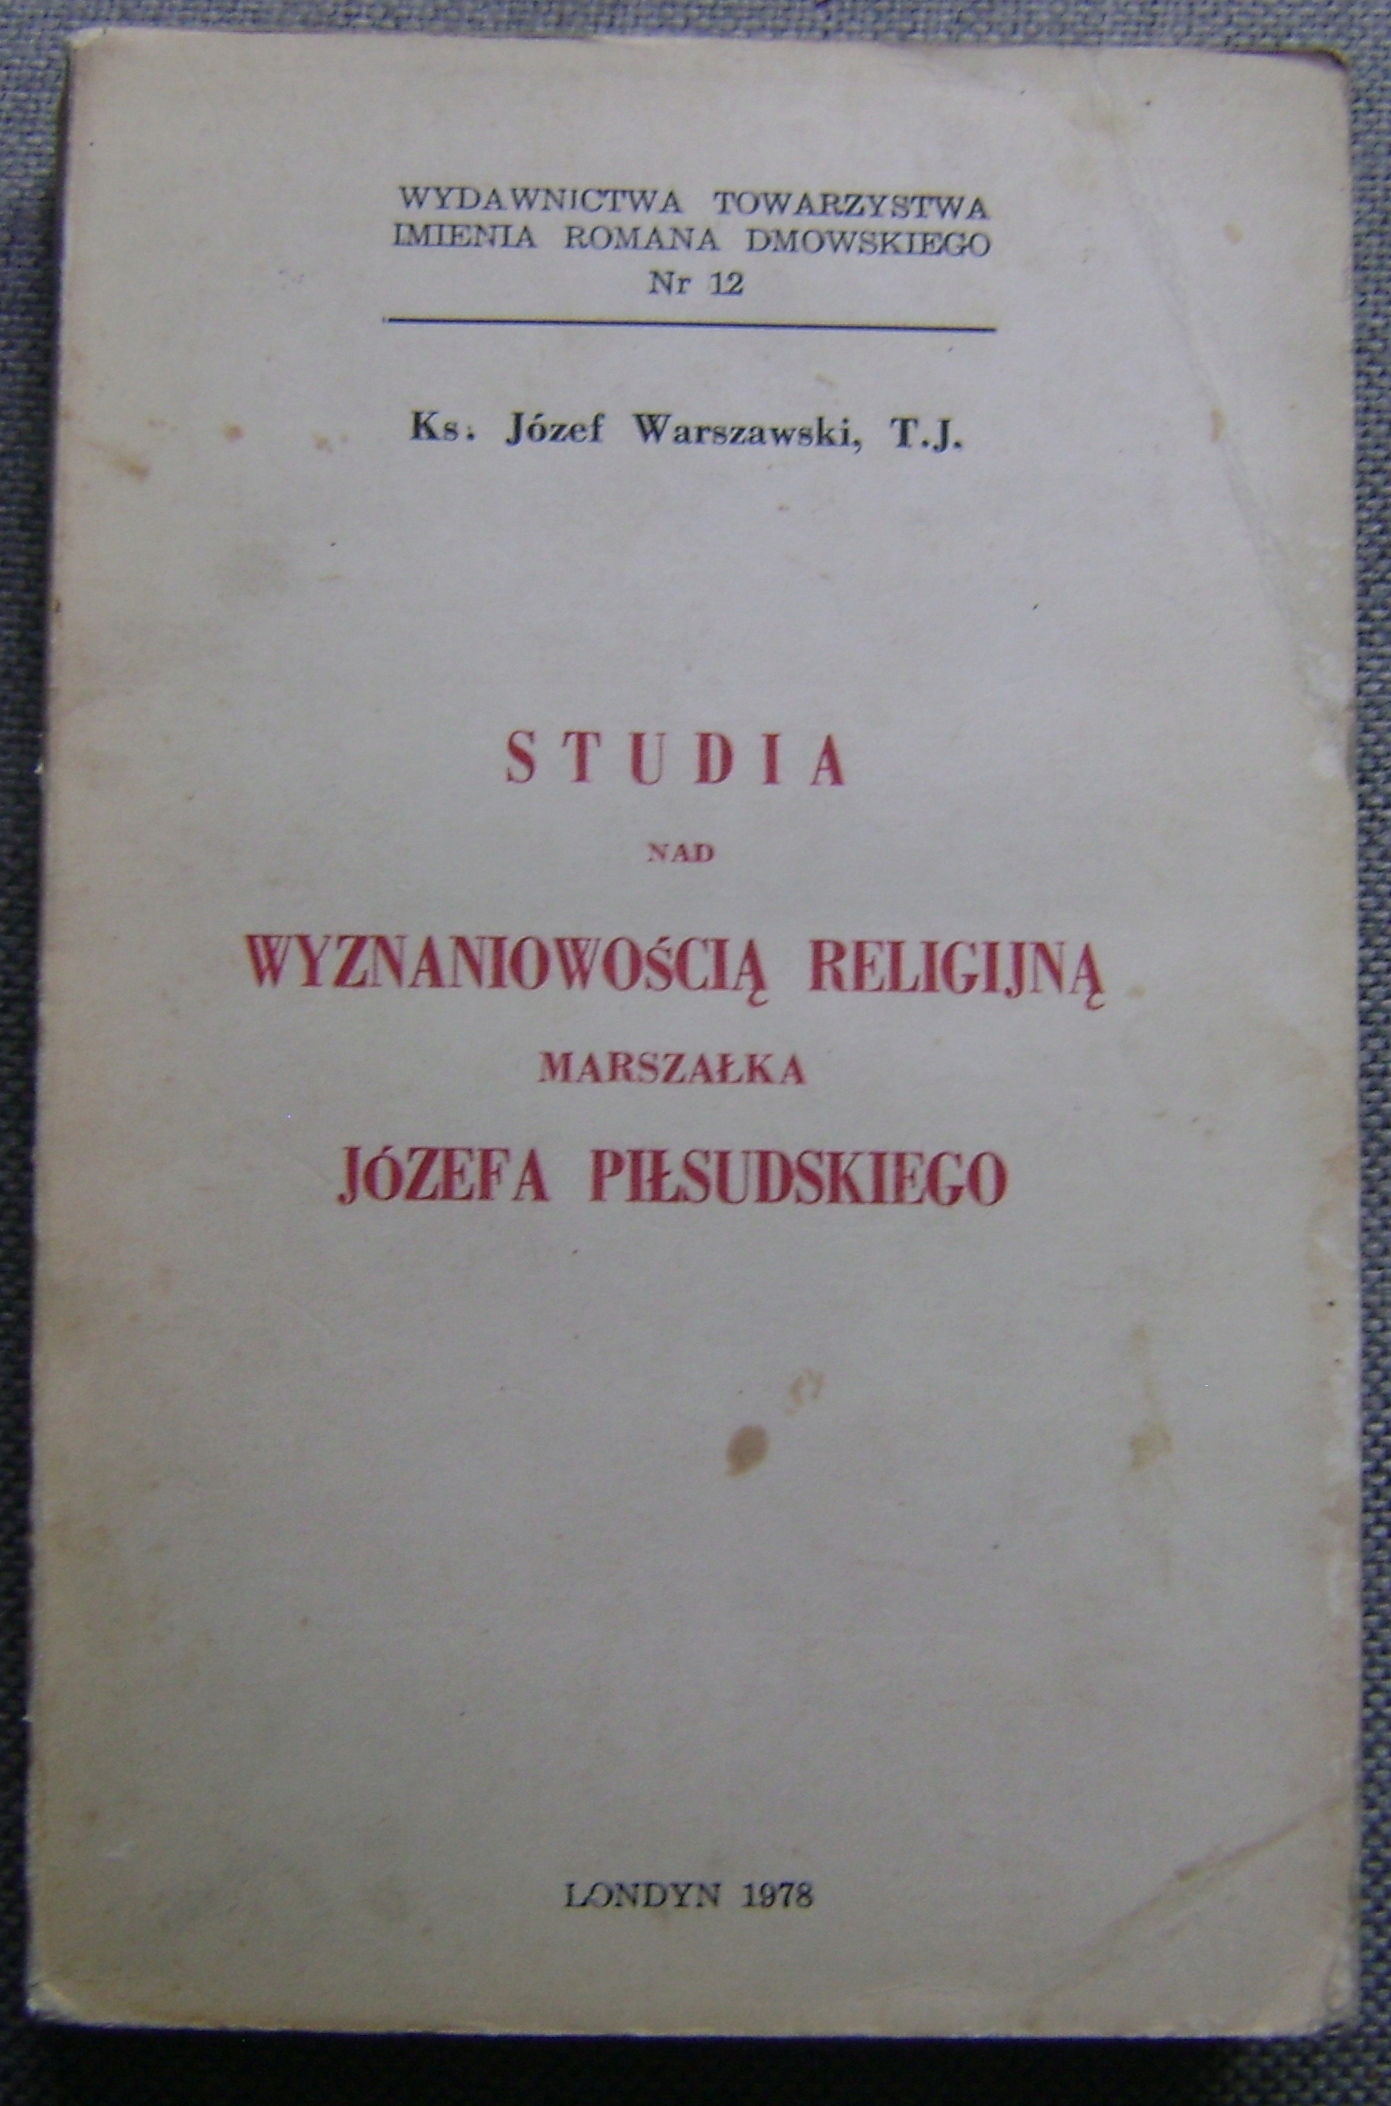 WYDAWNICTWA TOWARZYSTWA
IMIENIA ROMANA DMOWSKIEGO
Nr 12
Ks. Józef Warszawski, T.J.
STUDIA
NAD
WYZNANIOWOŚCIĄ RELIGIJNĄ
MARSZAŁKA
JÓZEFA PIŁSUDSKIEGO
LONDYN 1978